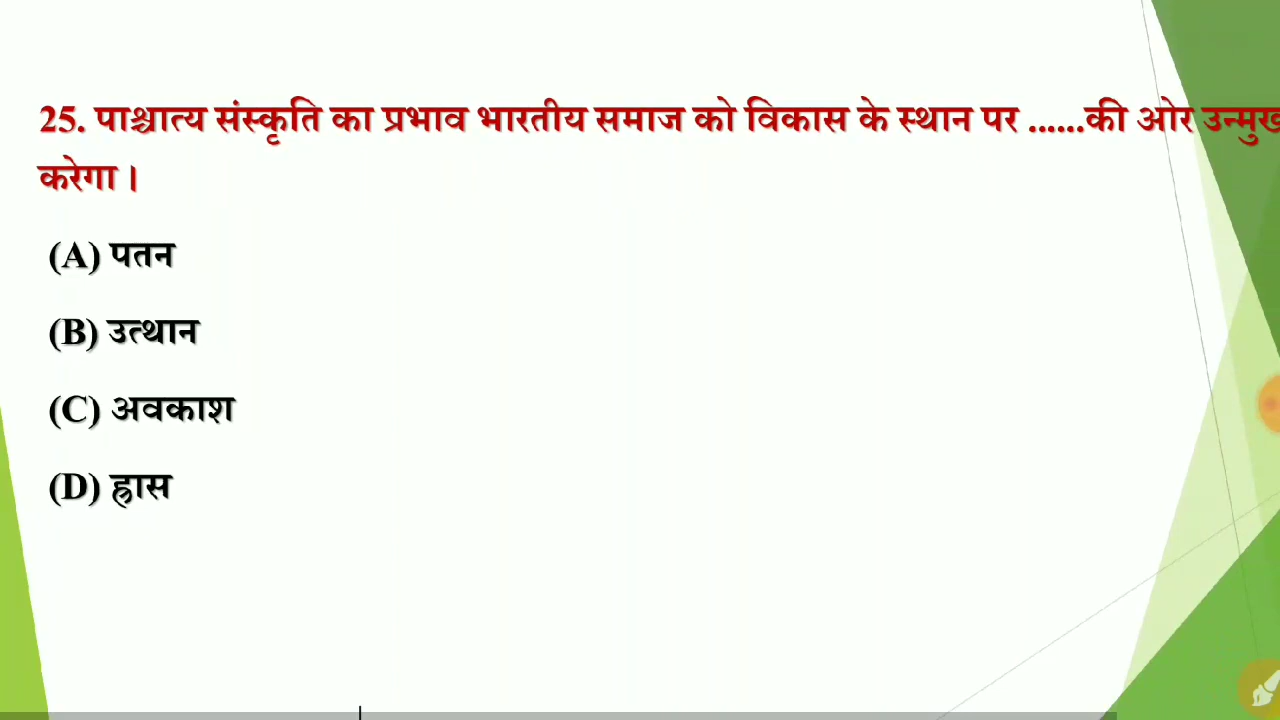 25. पाश्चात्य संस्कृति का प्रभाव भारतीय समाज को विकास के स्थान पर ......की ओर उन्मुख
करेगा ।
(A) पतन
(B) उत्थान
(C) अवकाश
(D) ह्रास